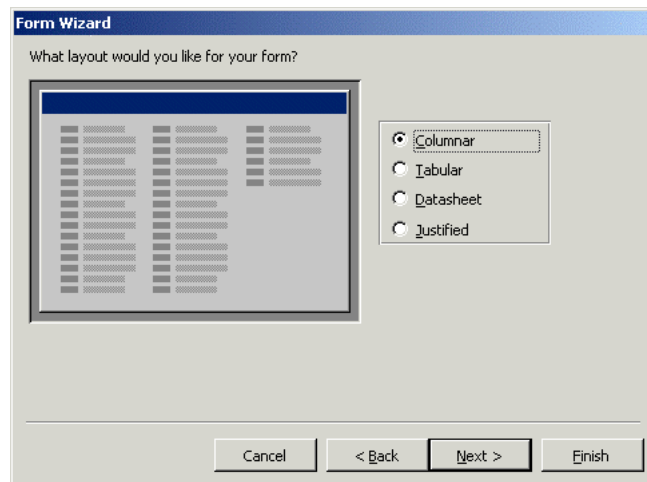 Form Wizard
What layout would you like for your form?
Columnar
Tabular
Datasheet
Justified
Cancel
< Back
Next >
Finish